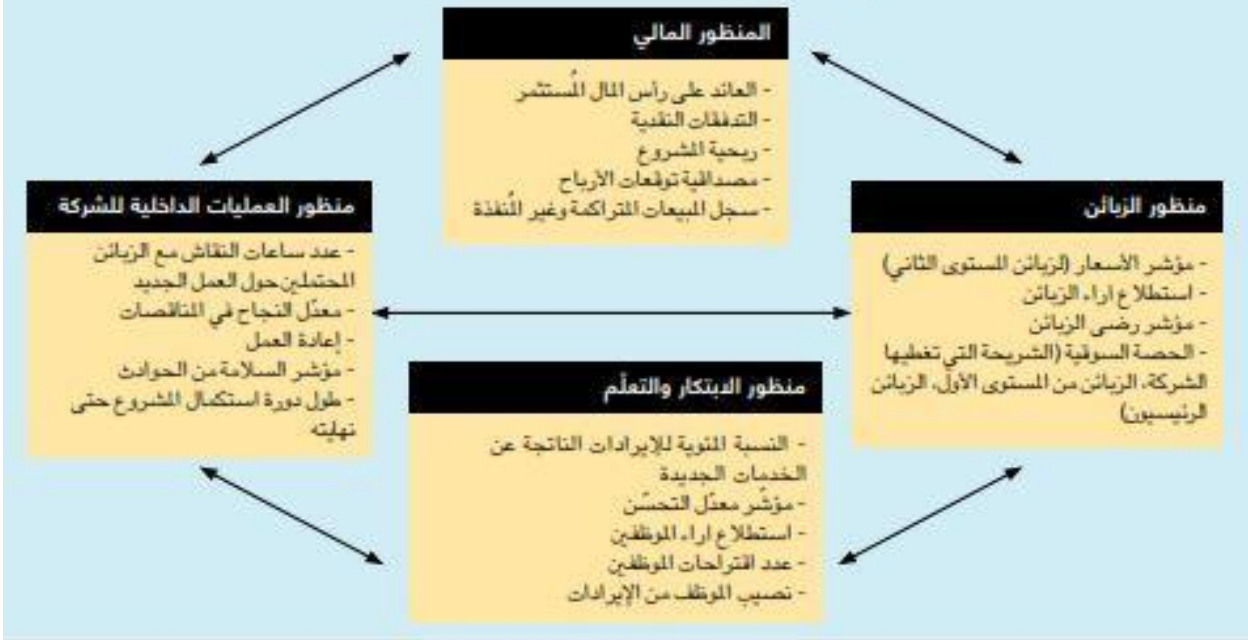 المنظور المالي
- العائد على رأس المال المُستثمر
- التدفقات النقدية
- ربحية المشروع
- مصداقية توقعات الأرباح
- سجل المبيعات المتراكمة وغير المُنفذة
منظور الزبائن
- مؤشر الأسعار (لزبائن المستوى الثاني)
- استطلاع اراء الزبائن
- مؤشر رضى الزبائن
- الحصة السوقية (الشريحة التي تغطيها
الشركة، الزبائن من المستوى الأول، الزبائن
الرئيسيون)
منظور العمليات الداخلية للشركة
- عدد ساعات النقاش مع الزبائن
المحتملين حول العمل الجديد
- معدّل النجاح في المناقصات
- إعادة العمل
- مؤشر السلامة من الحوادث
- طول دورة استكمال المشروع حتى
نهايته
منظور الابتكار والتعلّم
- النسبة المئوية للإيرادات الناتجة عن
الخدمات الجديدة
- مؤشّر معدّل التحسّن
- استطلاع اراء الموظفين
- عدد اقتراحات الموظفين
- نصيب الموظف من الإيرادات